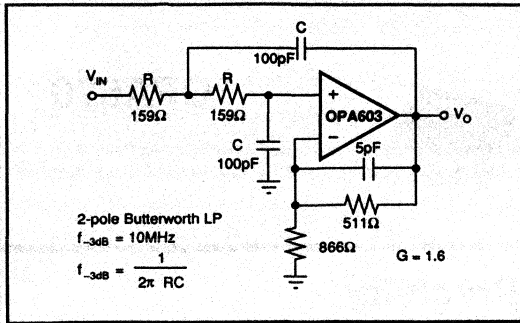 C
100pF
V_IN
R
R
159Ω
159Ω
+
OPA603
−
V_O
C
100pF
5pF
511Ω
866Ω
G = 1.6
2-pole Butterworth LP
f_−3dB = 10MHz
f_−3dB = 1 / 2π RC